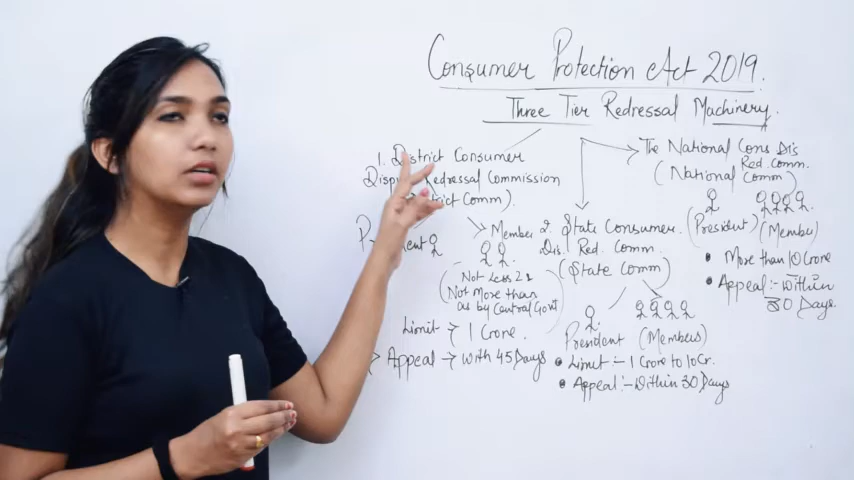 Consumer Protection Act 2019.
Three Tier Redressal Machinery.
1. District Consumer
Redressal Commission
Comm).
Member
(Not Less 2 &
Not More than
as by Central Govt
Limit → 1 Crore.
Appeal → with 45 Days
2. State Consumer.
Dis. Red. Comm.
(State Comm)
President (Members)
• Limit :- 1 Crore to 10 Cr.
• Appeal :- Within 30 Days
The National Cons Dis
Red. Comm.
(National Comm)
(President) (Member)
• More than 10 Crore
• Appeal :- within
30 Days.